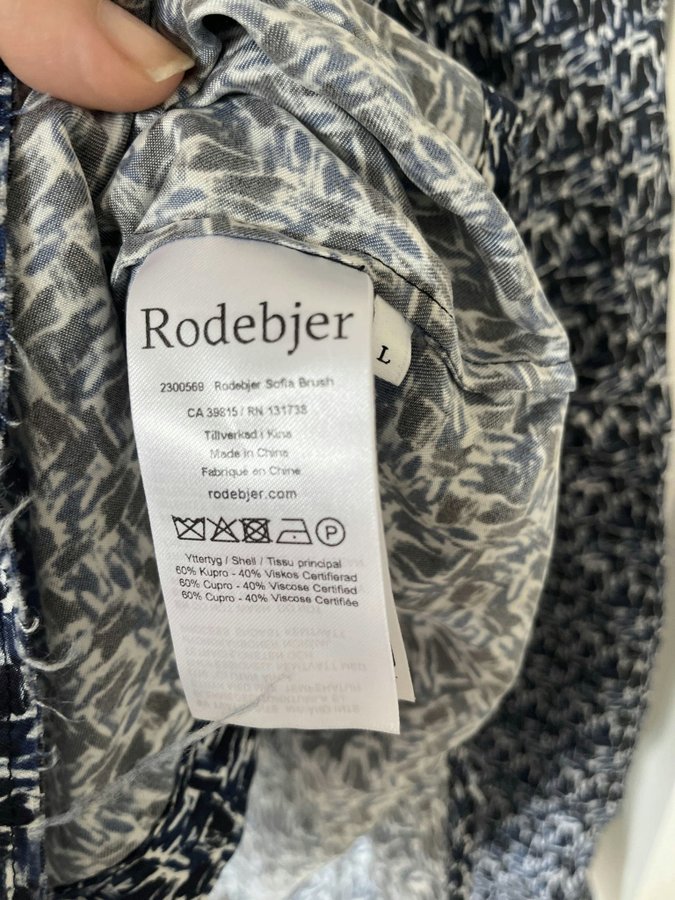 Rodebjer
L
2300569 Rodebjer Sofia Brush
CA 39815 / RN 131738
Tillverkad i Kina
Made in China
Fabriqué en Chine
rodebjer.com
P
Yttertyg / Shell / Tissu principal
60% Kupro - 40% Viskos Certifierad
60% Cupro - 40% Viscose Certified
60% Cupro - 40% Viscose Certifiée